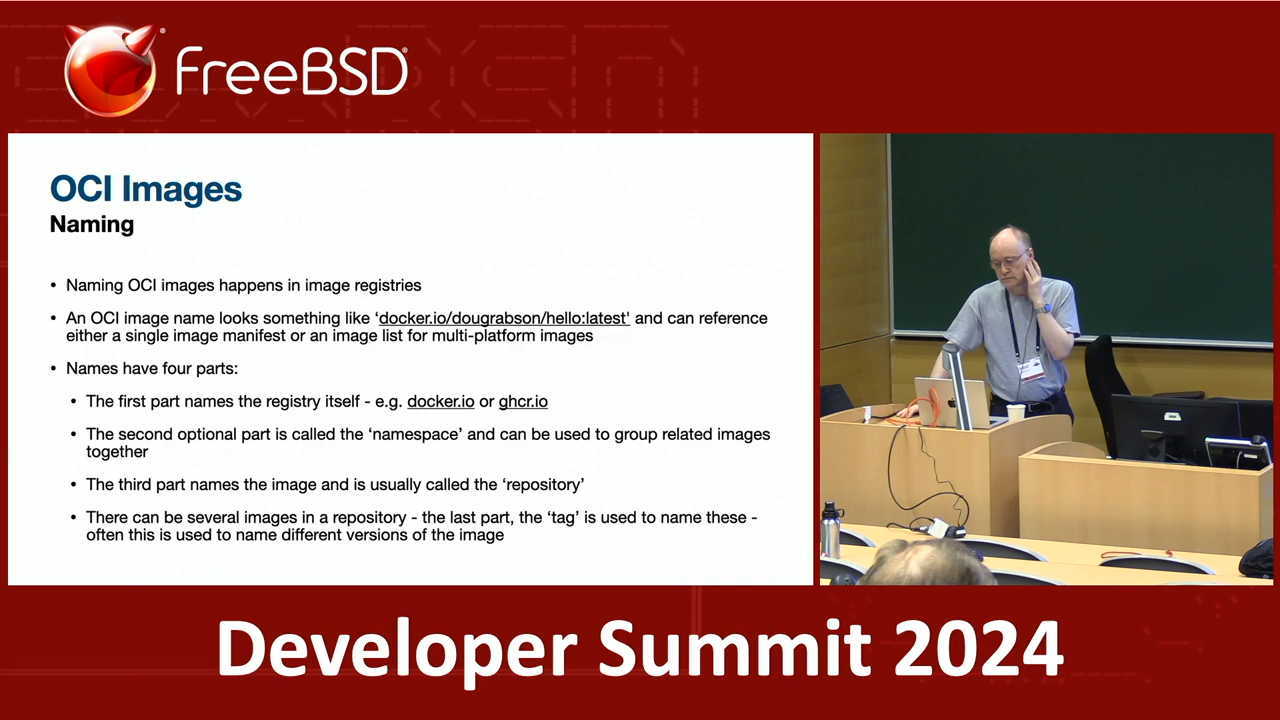 FreeBSD®
OCI Images
Naming
• Naming OCI images happens in image registries
• An OCI image name looks something like ‘docker.io/dougrabson/hello:latest' and can reference
either a single image manifest or an image list for multi-platform images
• Names have four parts:
• The first part names the registry itself - e.g. docker.io or ghcr.io
• The second optional part is called the ‘namespace’ and can be used to group related images
together
• The third part names the image and is usually called the ‘repository’
• There can be several images in a repository - the last part, the ‘tag’ is used to name these -
often this is used to name different versions of the image
Developer Summit 2024